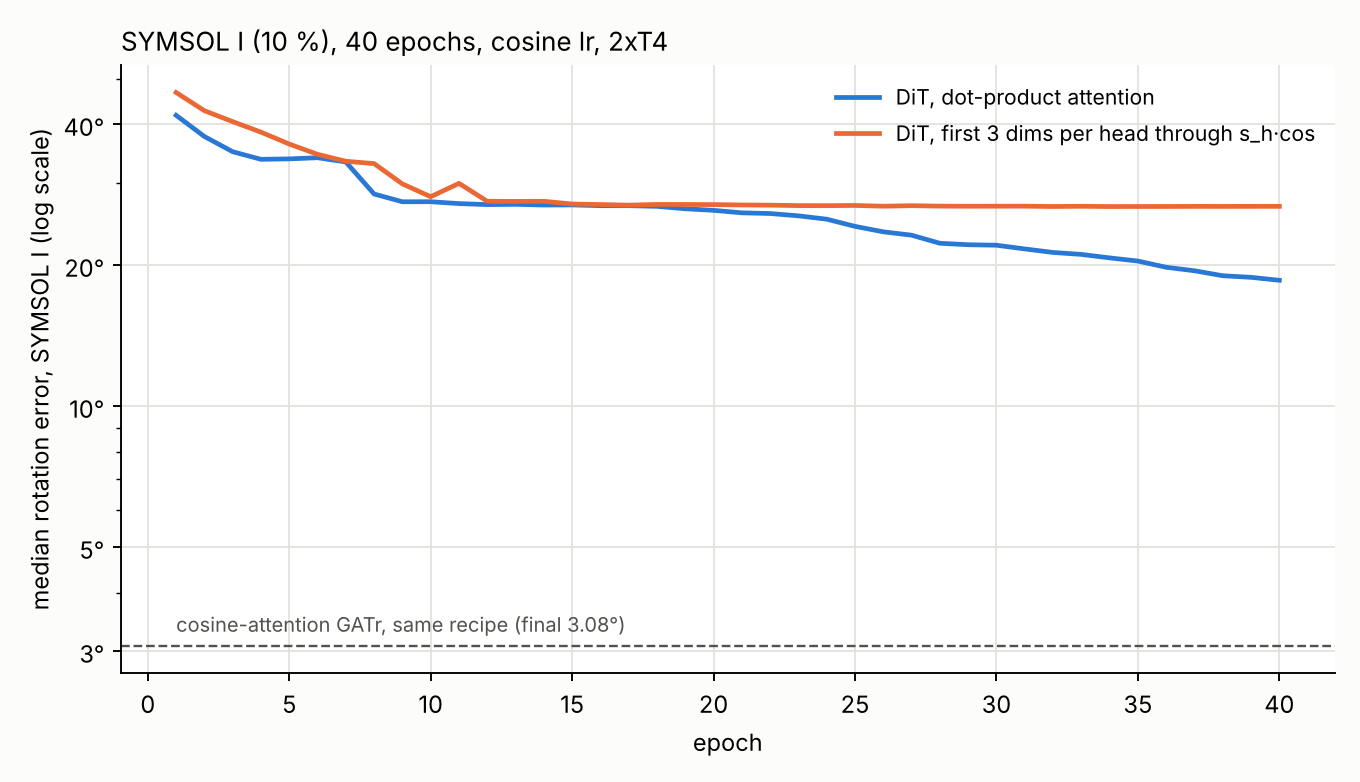 SYMSOL I (10 %), 40 epochs, cosine lr, 2xT4
DiT, dot-product attention
DiT, first 3 dims per head through s_h·cos
median rotation error, SYMSOL I (log scale)
40°
20°
10°
5°
3°
cosine-attention GATr, same recipe (final 3.08°)
0 5 10 15 20 25 30 35 40
epoch